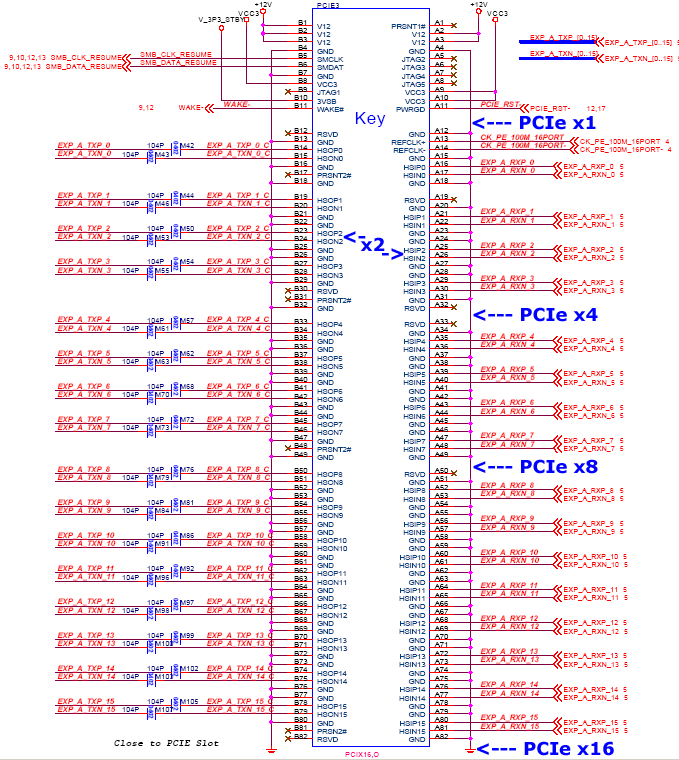 +12V PCIE3 +12V
VCC3 VCC3
V_3P3_STBY
B1 V12 PRSNT1# A1
B2 V12 V12 A2
B3 V12 V12 A3 EXP_A_TXP_[0..15] EXP_A_TXP_[0..15] 5
B4 GND GND A4
9,10,12,13 SMB_CLK_RESUME SMB_CLK_RESUME B5 SMCLK JTAG2 A5 EXP_A_TXN_[0..15] EXP_A_TXN_[0..15] 5
9,10,12,13 SMB_DATA_RESUME SMB_DATA_RESUME B6 SMDAT JTAG3 A6
B7 GND JTAG4 A7
B8 VCC3 JTAG5 A8
B9 JTAG1 VCC3 A9
B10 3VSB VCC3 A10
9,12 WAKE- WAKE- B11 WAKE# PWRGD A11 PCIE_RST- PCIE_RST- 12,17
Key
<--- PCIe x1
B12 RSVD GND A12
B13 GND REFCLK+ A13 CK_PE_100M_16PORT CK_PE_100M_16PORT 4
EXP_A_TXP_0 104P M42 EXP_A_TXP_0_C B14 HSOP0 REFCLK- A14 CK_PE_100M_16PORT- CK_PE_100M_16PORT- 4
EXP_A_TXN_0 104P M43 EXP_A_TXN_0_C B15 HSON0 GND A15
B16 GND HSIP0 A16 EXP_A_RXP_0 EXP_A_RXP_0 5
B17 PRSNT2# HSIN0 A17 EXP_A_RXN_0 EXP_A_RXN_0 5
B18 GND GND A18
EXP_A_TXP_1 104P M44 EXP_A_TXP_1_C B19 HSOP1 RSVD A19
EXP_A_TXN_1 104P M46 EXP_A_TXN_1_C B20 HSON1 GND A20
B21 GND HSIP1 A21 EXP_A_RXP_1 EXP_A_RXP_1 5
B22 GND HSIN1 A22 EXP_A_RXN_1 EXP_A_RXN_1 5
EXP_A_TXP_2 104P M50 EXP_A_TXP_2_C B23 HSOP2 GND A23
EXP_A_TXN_2 104P M53 EXP_A_TXN_2_C B24 HSON2 GND A24
<- x2 ->
B25 GND HSIP2 A25 EXP_A_RXP_2 EXP_A_RXP_2 5
B26 GND HSIN2 A26 EXP_A_RXN_2 EXP_A_RXN_2 5
EXP_A_TXP_3 104P M54 EXP_A_TXP_3_C B27 HSOP3 GND A27
EXP_A_TXN_3 104P M55 EXP_A_TXN_3_C B28 HSON3 GND A28
B29 GND HSIP3 A29 EXP_A_RXP_3 EXP_A_RXP_3 5
B30 RSVD HSIN3 A30 EXP_A_RXN_3 EXP_A_RXN_3 5
B31 PRSNT2# GND A31
B32 GND RSVD A32
<--- PCIe x4
EXP_A_TXP_4 104P M57 EXP_A_TXP_4_C B33 HSOP4 RSVD A33
EXP_A_TXN_4 104P M61 EXP_A_TXN_4_C B34 HSON4 GND A34
B35 GND HSIP4 A35 EXP_A_RXP_4 EXP_A_RXP_4 5
B36 GND HSIN4 A36 EXP_A_RXN_4 EXP_A_RXN_4 5
EXP_A_TXP_5 104P M62 EXP_A_TXP_5_C B37 HSOP5 GND A37
EXP_A_TXN_5 104P M63 EXP_A_TXN_5_C B38 HSON5 GND A38
B39 GND HSIP5 A39 EXP_A_RXP_5 EXP_A_RXP_5 5
B40 GND HSIN5 A40 EXP_A_RXN_5 EXP_A_RXN_5 5
EXP_A_TXP_6 104P M68 EXP_A_TXP_6_C B41 HSOP6 GND A41
EXP_A_TXN_6 104P M70 EXP_A_TXN_6_C B42 HSON6 GND A42
B43 GND HSIP6 A43 EXP_A_RXP_6 EXP_A_RXP_6 5
B44 GND HSIN6 A44 EXP_A_RXN_6 EXP_A_RXN_6 5
EXP_A_TXP_7 104P M72 EXP_A_TXP_7_C B45 HSOP7 GND A45
EXP_A_TXN_7 104P M73 EXP_A_TXN_7_C B46 HSON7 GND A46
B47 GND HSIP7 A47 EXP_A_RXP_7 EXP_A_RXP_7 5
B48 PRSNT2# HSIN7 A48 EXP_A_RXN_7 EXP_A_RXN_7 5
B49 GND GND A49
<--- PCIe x8
EXP_A_TXP_8 104P M76 EXP_A_TXP_8_C B50 HSOP8 RSVD A50
EXP_A_TXN_8 104P M79 EXP_A_TXN_8_C B51 HSON8 GND A51
B52 GND HSIP8 A52 EXP_A_RXP_8 EXP_A_RXP_8 5
B53 GND HSIN8 A53 EXP_A_RXN_8 EXP_A_RXN_8 5
EXP_A_TXP_9 104P M81 EXP_A_TXP_9_C B54 HSOP9 GND A54
EXP_A_TXN_9 104P M84 EXP_A_TXN_9_C B55 HSON9 GND A55
B56 GND HSIP9 A56 EXP_A_RXP_9 EXP_A_RXP_9 5
B57 GND HSIN9 A57 EXP_A_RXN_9 EXP_A_RXN_9 5
EXP_A_TXP_10 104P M86 EXP_A_TXP_10_C B58 HSOP10 GND A58
EXP_A_TXN_10 104P M91 EXP_A_TXN_10_C B59 HSON10 GND A59
B60 GND HSIP10 A60 EXP_A_RXP_10 EXP_A_RXP_10 5
B61 GND HSIN10 A61 EXP_A_RXN_10 EXP_A_RXN_10 5
EXP_A_TXP_11 104P M92 EXP_A_TXP_11_C B62 HSOP11 GND A62
EXP_A_TXN_11 104P M96 EXP_A_TXN_11_C B63 HSON11 GND A63
B64 GND HSIP11 A64 EXP_A_RXP_11 EXP_A_RXP_11 5
B65 GND HSIN11 A65 EXP_A_RXN_11 EXP_A_RXN_11 5
EXP_A_TXP_12 104P M97 EXP_A_TXP_12_C B66 HSOP12 GND A66
EXP_A_TXN_12 104P M98 EXP_A_TXN_12_C B67 HSON12 GND A67
B68 GND HSIP12 A68 EXP_A_RXP_12 EXP_A_RXP_12 5
B69 GND HSIN12 A69 EXP_A_RXN_12 EXP_A_RXN_12 5
EXP_A_TXP_13 104P M99 EXP_A_TXP_13_C B70 HSOP13 GND A70
EXP_A_TXN_13 104P EXP_A_TXN_13_C B71 HSON13 GND A71
B72 GND HSIP13 A72 EXP_A_RXP_13 EXP_A_RXP_13 5
B73 GND HSIN13 A73 EXP_A_RXN_13 EXP_A_RXN_13 5
EXP_A_TXP_14 104P M102 EXP_A_TXP_14_C B74 HSOP14 GND A74
EXP_A_TXN_14 104P EXP_A_TXN_14_C B75 HSON14 GND A75
B76 GND HSIP14 A76 EXP_A_RXP_14 EXP_A_RXP_14 5
B77 GND HSIN14 A77 EXP_A_RXN_14 EXP_A_RXN_14 5
EXP_A_TXP_15 104P M105 EXP_A_TXP_15_C B78 HSOP15 GND A78
EXP_A_TXN_15 104P EXP_A_TXN_15_C B79 HSON15 GND A79
B80 GND HSIP15 A80 EXP_A_RXP_15 EXP_A_RXP_15 5
B81 PRSN2# HSIN15 A81 EXP_A_RXN_15 EXP_A_RXN_15 5
B82 RSVD GND A82
Close to PCIE Slot
<--- PCIe x16
PCIX16,O